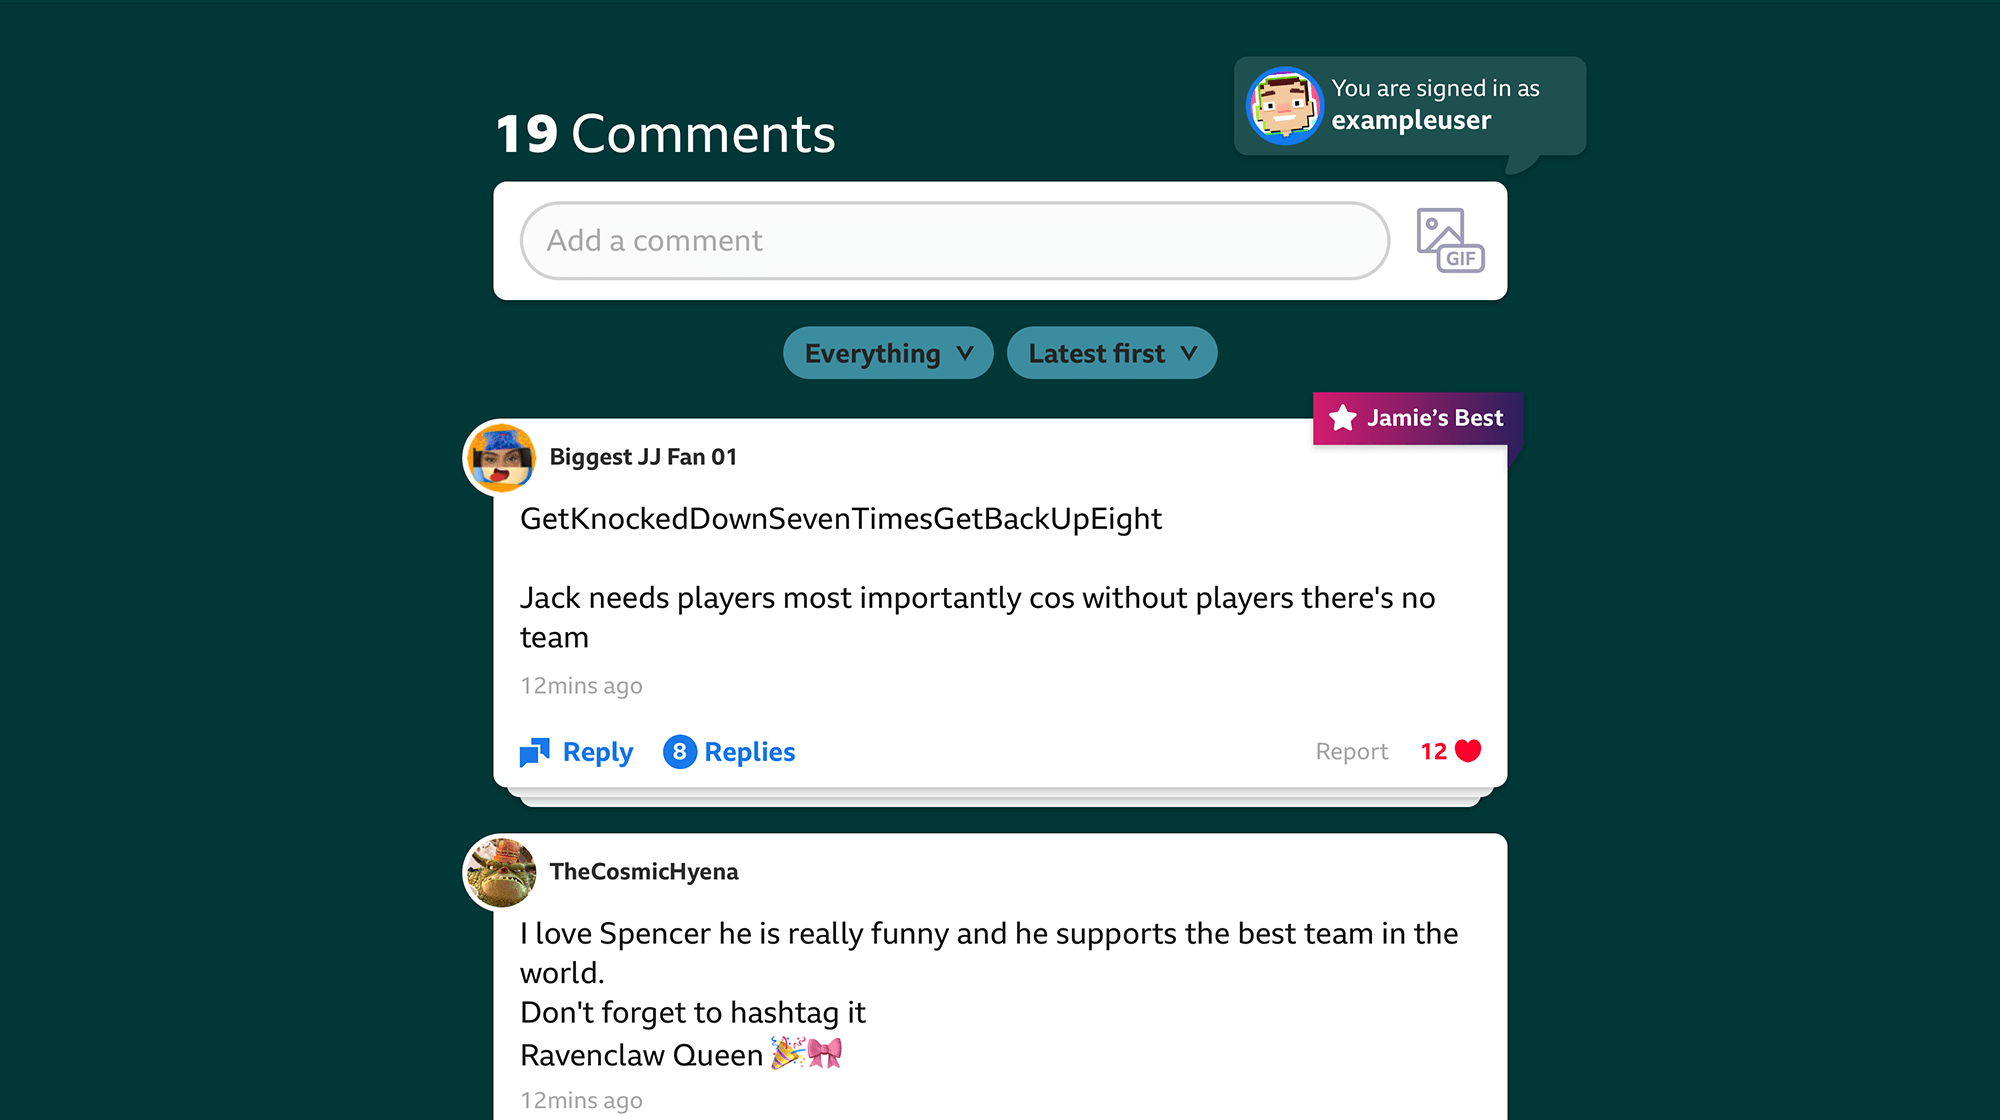 You are signed in as
exampleuser
19 Comments
Add a comment
GIF
Everything
Latest first
Jamie’s Best
Biggest JJ Fan 01
GetKnockedDownSevenTimesGetBackUpEight
Jack needs players most importantly cos without players there's no
team
12mins ago
Reply
8 Replies
Report
12
TheCosmicHyena
I love Spencer he is really funny and he supports the best team in the
world.
Don't forget to hashtag it
Ravenclaw Queen 🎉🎀
12mins ago